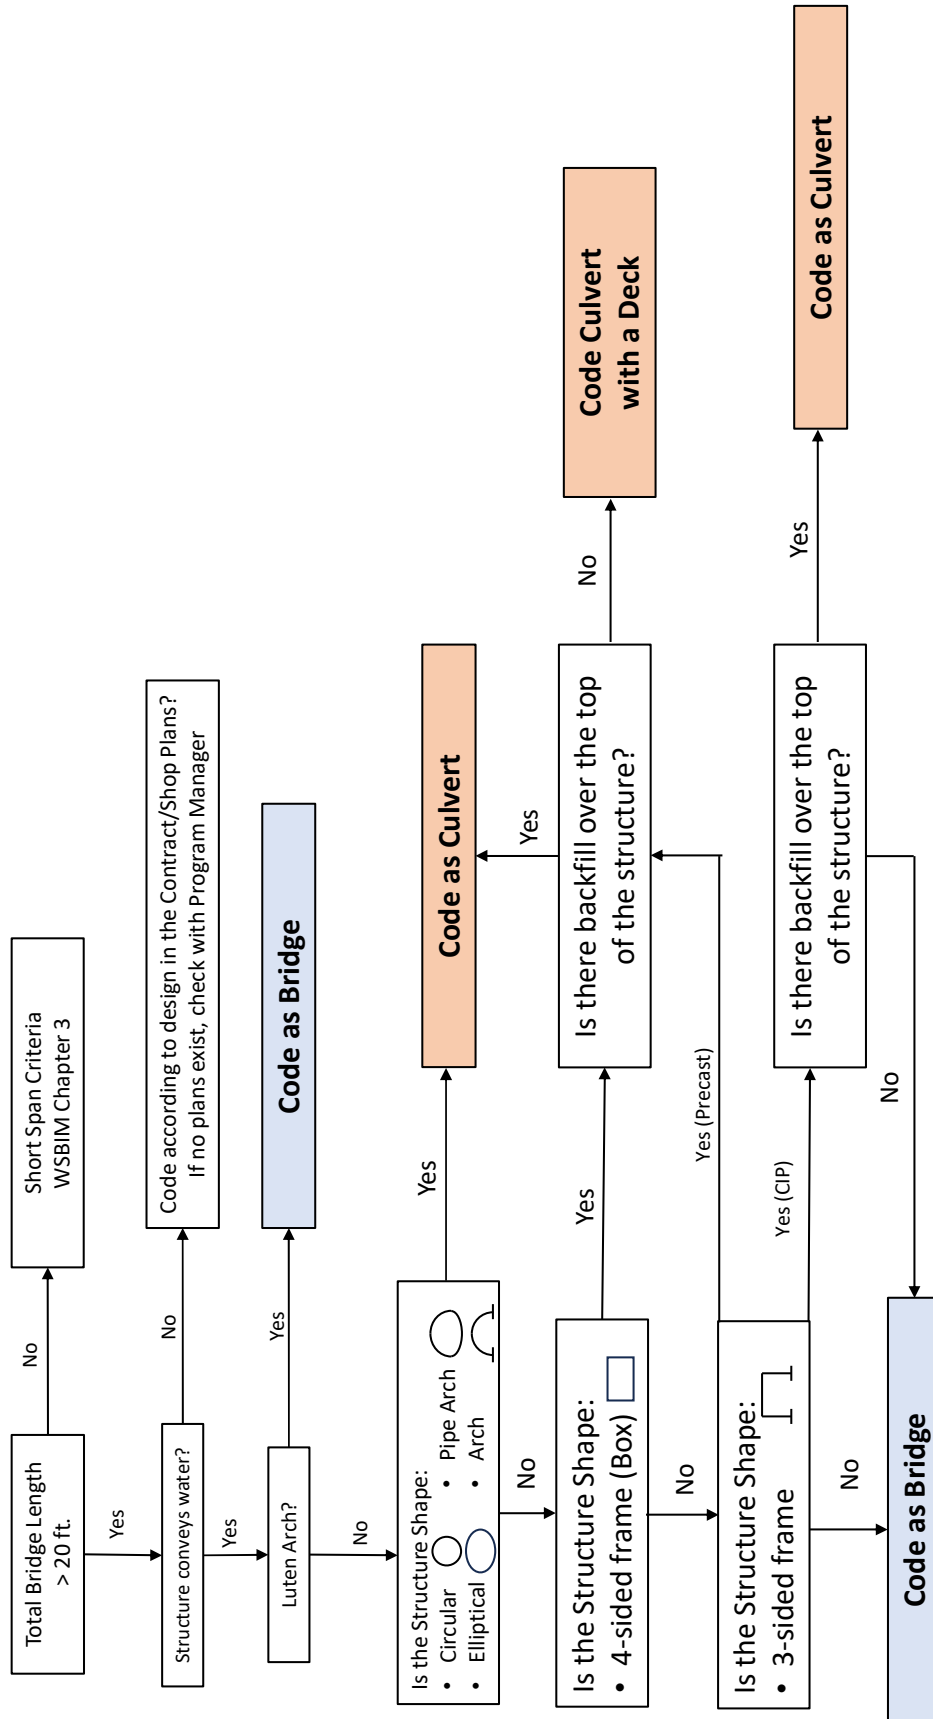 Total Bridge Length
> 20 ft.
No
Short Span Criteria
WSBIM Chapter 3
Yes
Structure conveys water?
No
Code according to design in the Contract/Shop Plans?
If no plans exist, check with Program Manager
Yes
Luten Arch?
Yes
Code as Bridge
No
Is the Structure Shape:
• Circular • Pipe Arch
• Elliptical • Arch
Yes
Code as Culvert
No
Is the Structure Shape:
• 4-sided frame (Box)
Yes
Is there backfill over the top
of the structure?
Yes
No
Code Culvert
with a Deck
No
Is the Structure Shape:
• 3-sided frame
Yes (Precast)
Yes (CIP)
Is there backfill over the top
of the structure?
Yes
Code as Culvert
No
No
Code as Bridge